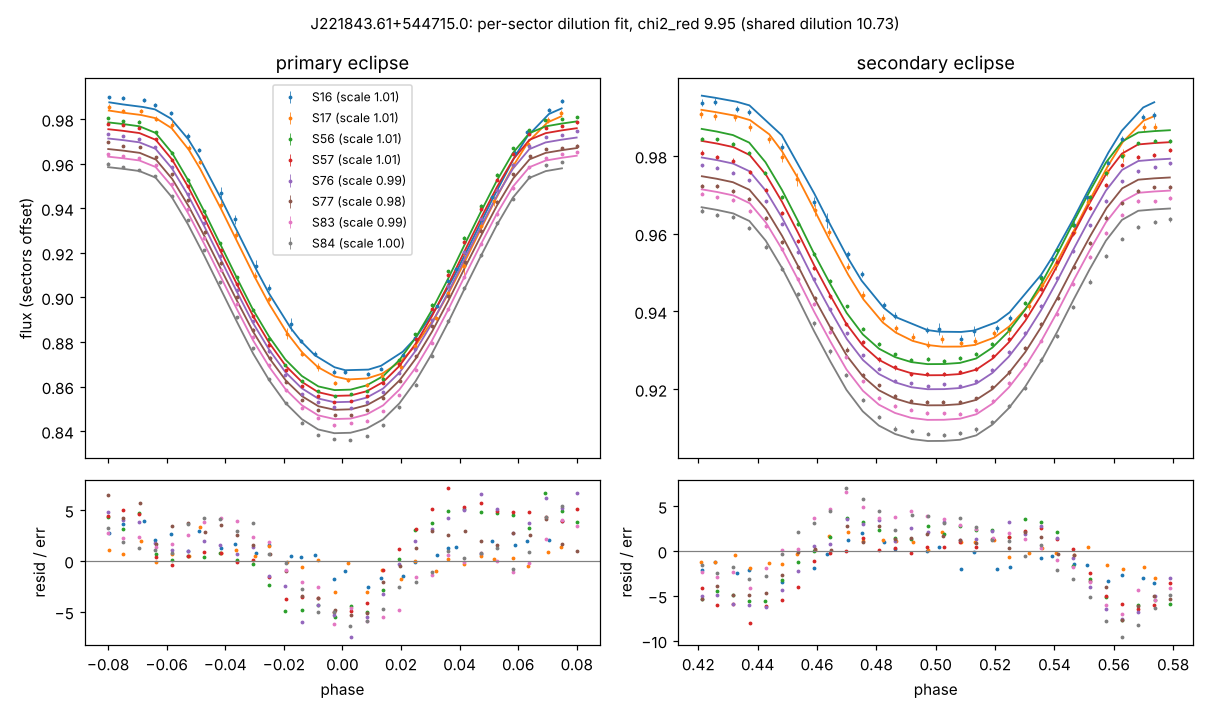 J221843.61+544715.0: per-sector dilution fit, chi2_red 9.95 (shared dilution 10.73)
primary eclipse
secondary eclipse
S16 (scale 1.01)
S17 (scale 1.01)
S56 (scale 1.01)
S57 (scale 1.01)
S76 (scale 0.99)
S77 (scale 0.98)
S83 (scale 0.99)
S84 (scale 1.00)
flux (sectors offset)
0.98
0.96
0.94
0.92
0.90
0.88
0.86
0.84
0.98
0.96
0.94
0.92
resid / err
5
0
−5
−0.08 −0.06 −0.04 −0.02 0.00 0.02 0.04 0.06 0.08
phase
resid / err
5
0
−5
−10
0.42 0.44 0.46 0.48 0.50 0.52 0.54 0.56 0.58
phase